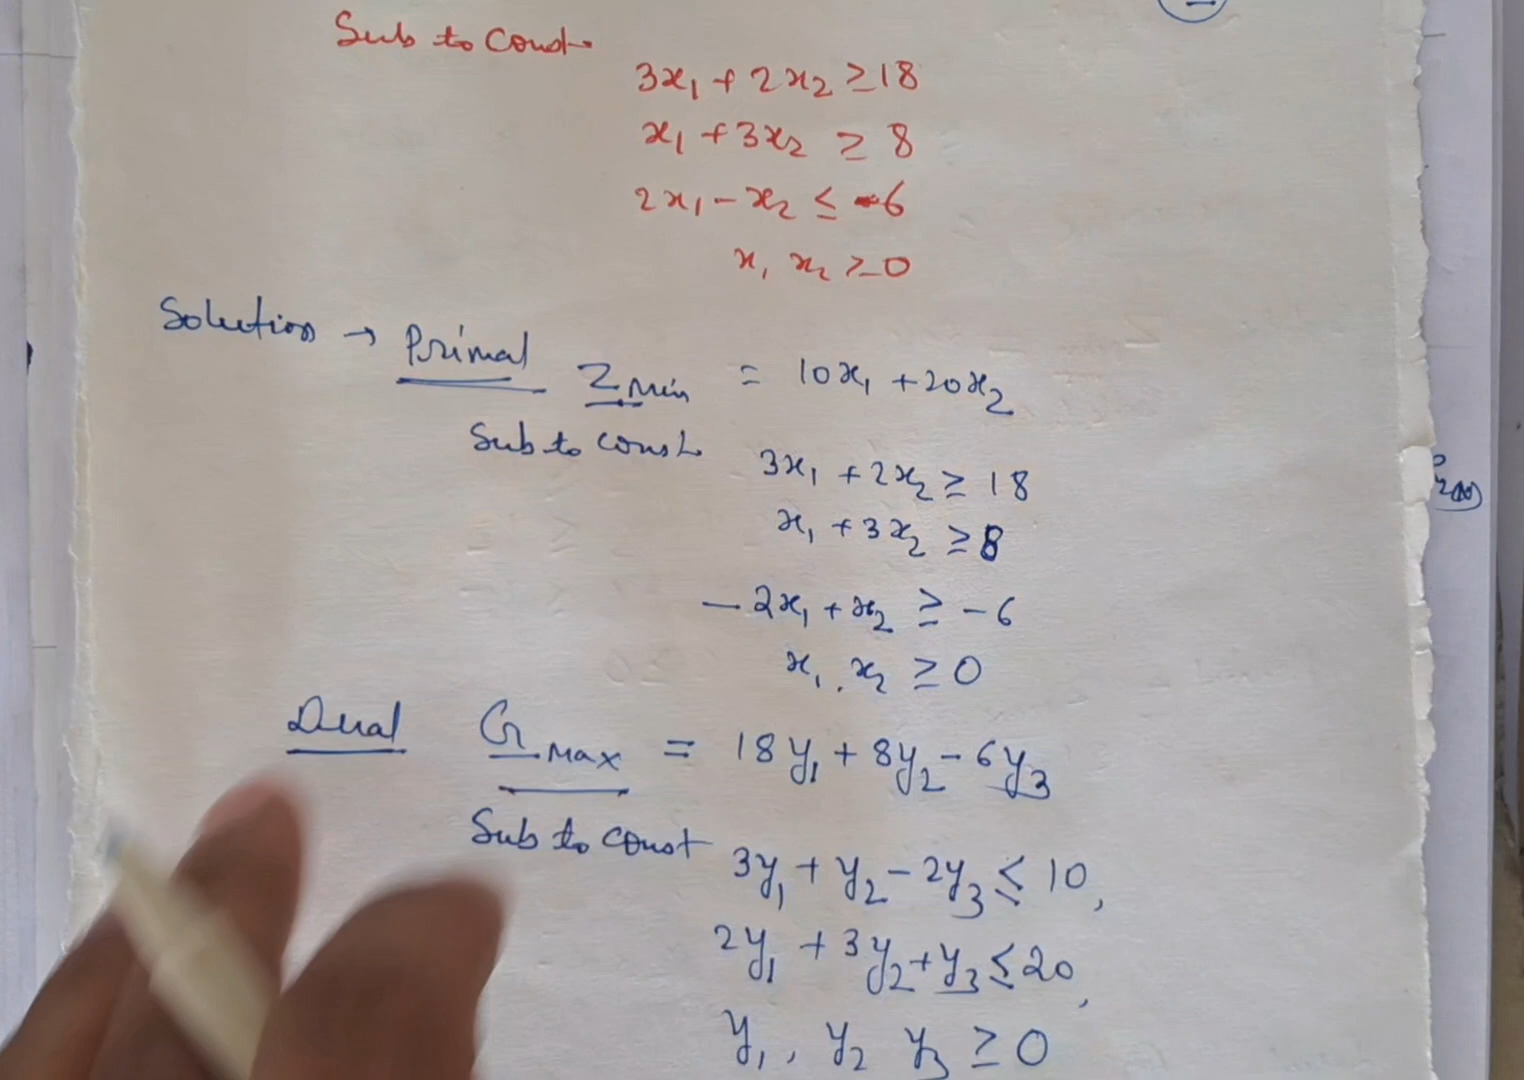 Sub to Const
3x₁ + 2x₂ ≥ 18
x₁ + 3x₂ ≥ 8
2x₁ - x₂ ≤ 6
x₁ x₂ ≥ 0
Solution → Primal Z Min = 10x₁ + 20x₂
Sub to const
3x₁ + 2x₂ ≥ 18
x₁ + 3x₂ ≥ 8
- 2x₁ + x₂ ≥ - 6
x₁, x₂ ≥ 0
Dual G Max = 18y₁ + 8y₂ - 6y₃
Sub to const
3y₁ + y₂ - 2y₃ ≤ 10,
2y₁ + 3y₂ + y₃ ≤ 20,
y₁, y₂ y₃ ≥ 0